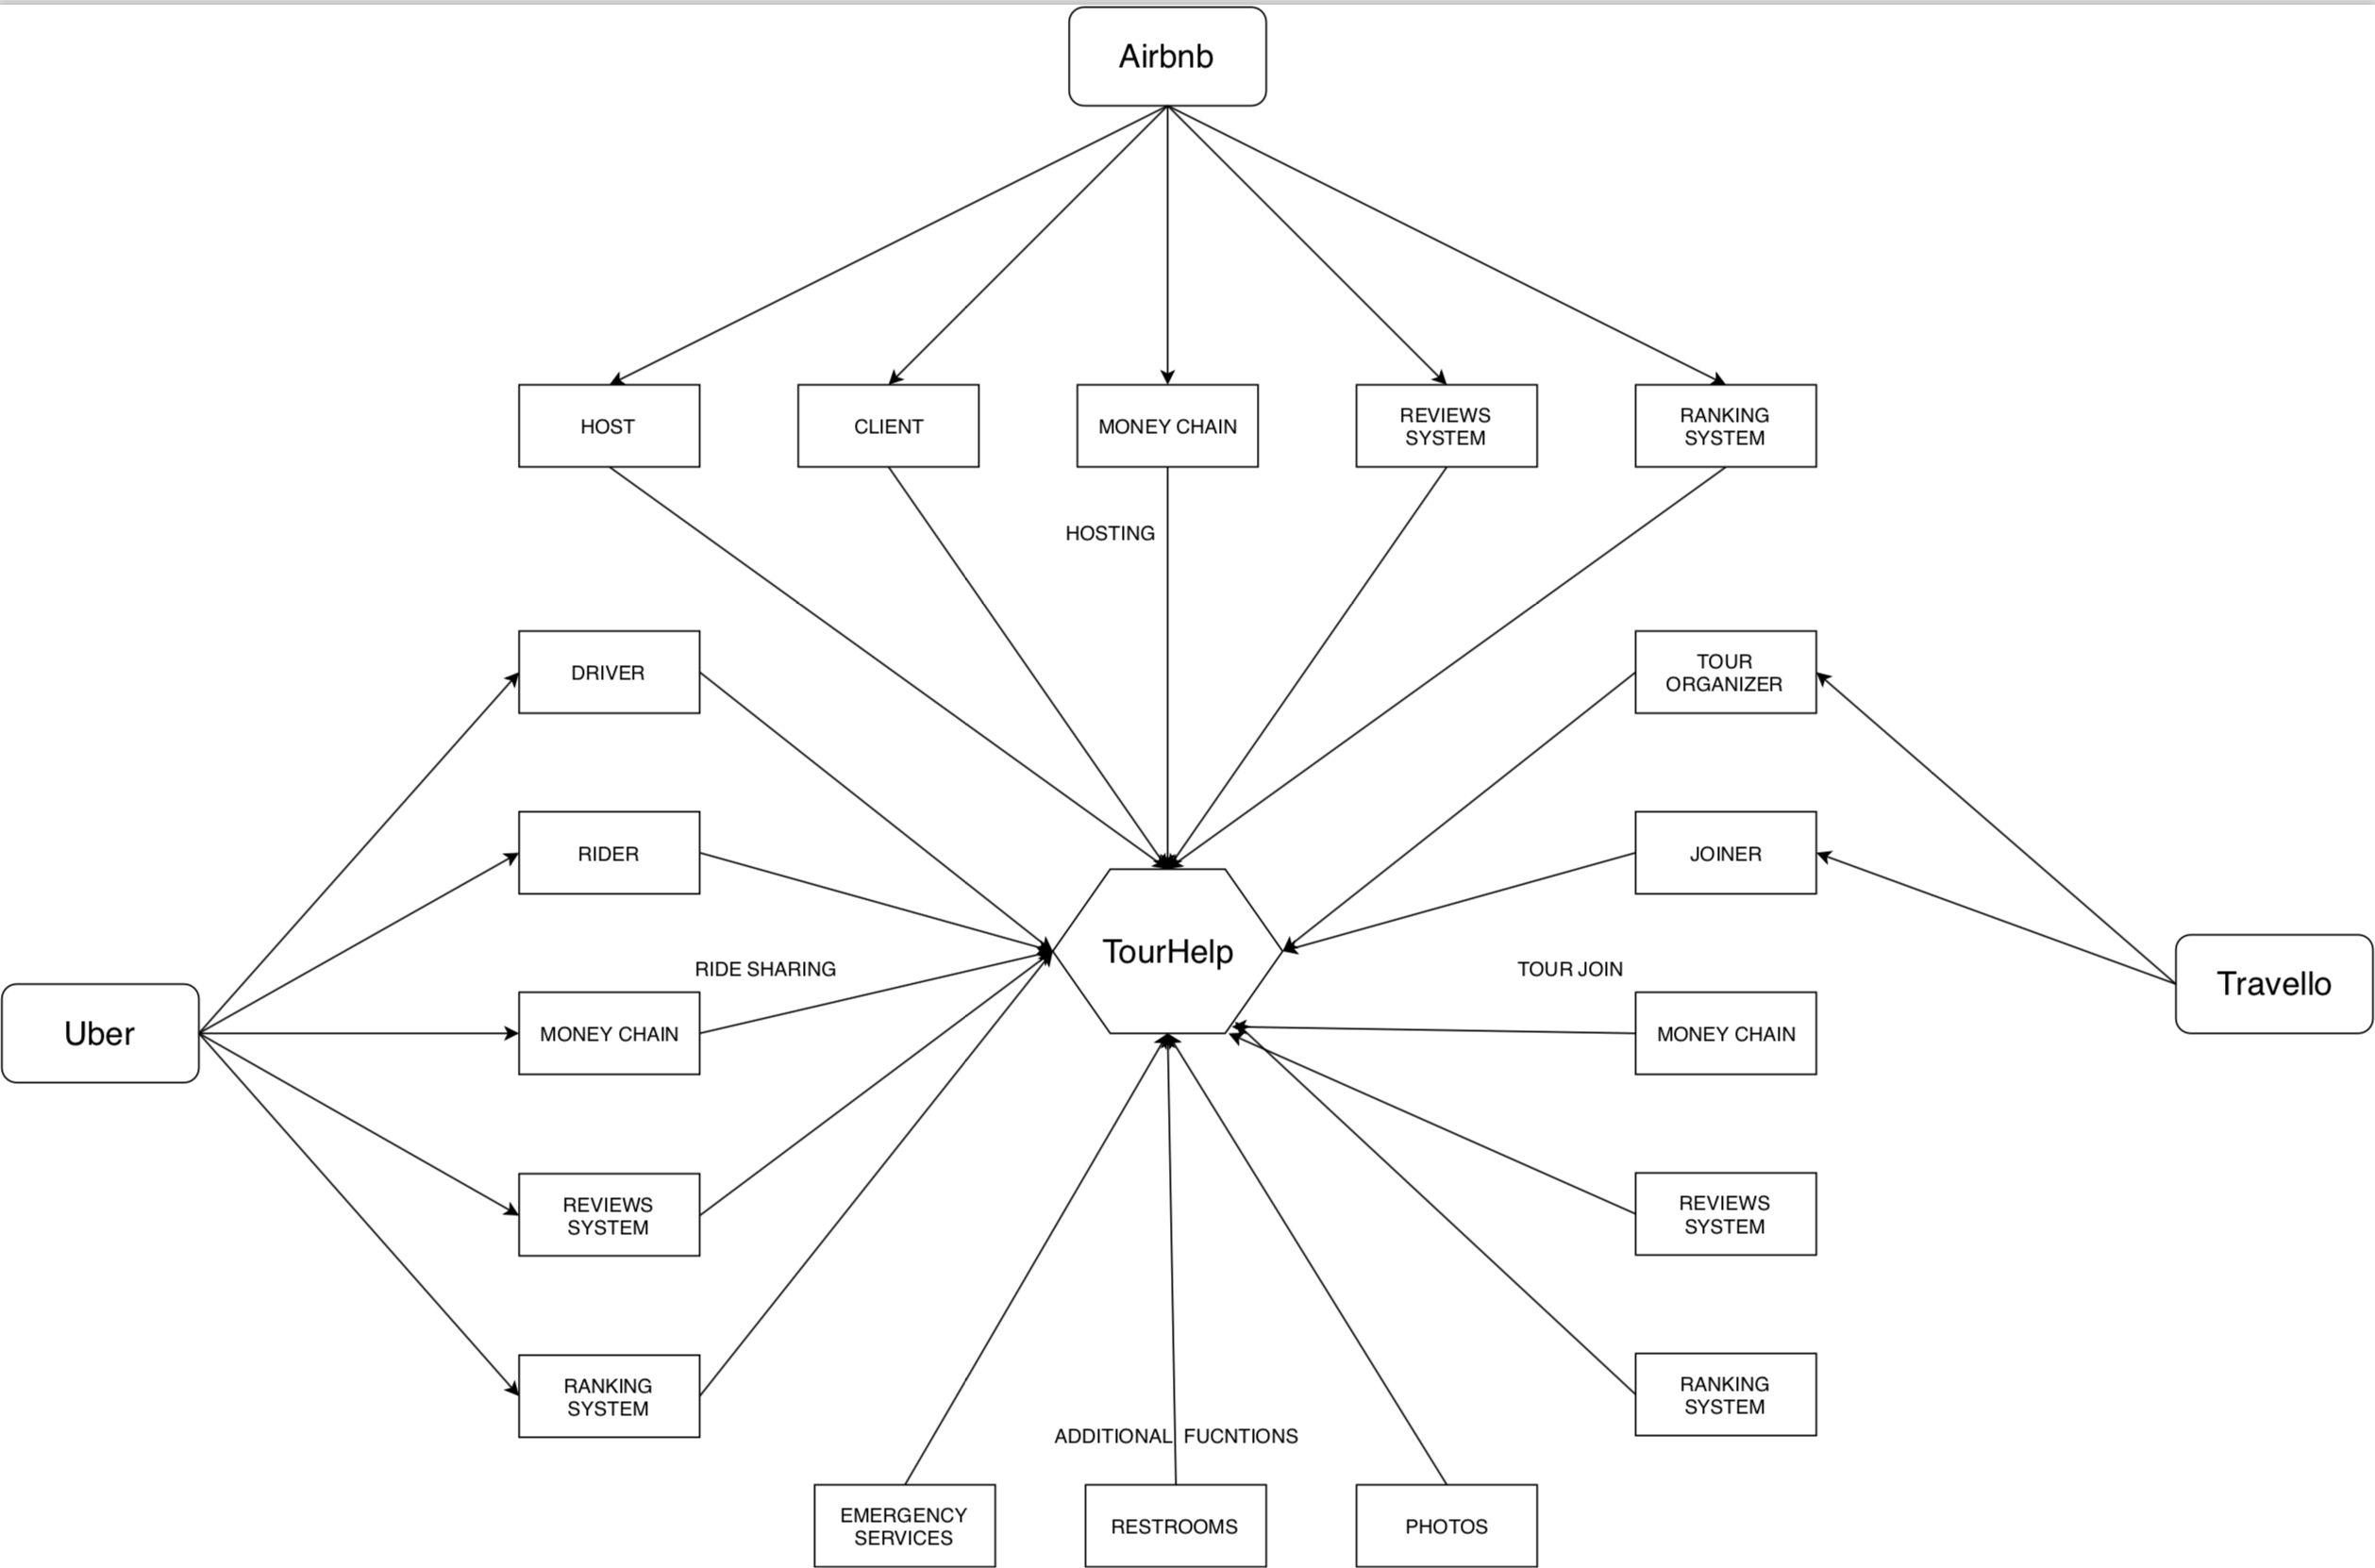 Airbnb
HOST
CLIENT
MONEY CHAIN
REVIEWS
SYSTEM
RANKING
SYSTEM
HOSTING
DRIVER
TOUR
ORGANIZER
RIDER
JOINER
TourHelp
RIDE SHARING
TOUR JOIN
Travello
Uber
MONEY CHAIN
MONEY CHAIN
REVIEWS
SYSTEM
REVIEWS
SYSTEM
RANKING
SYSTEM
RANKING
SYSTEM
ADDITIONAL FUCNTIONS
EMERGENCY
SERVICES
RESTROOMS
PHOTOS